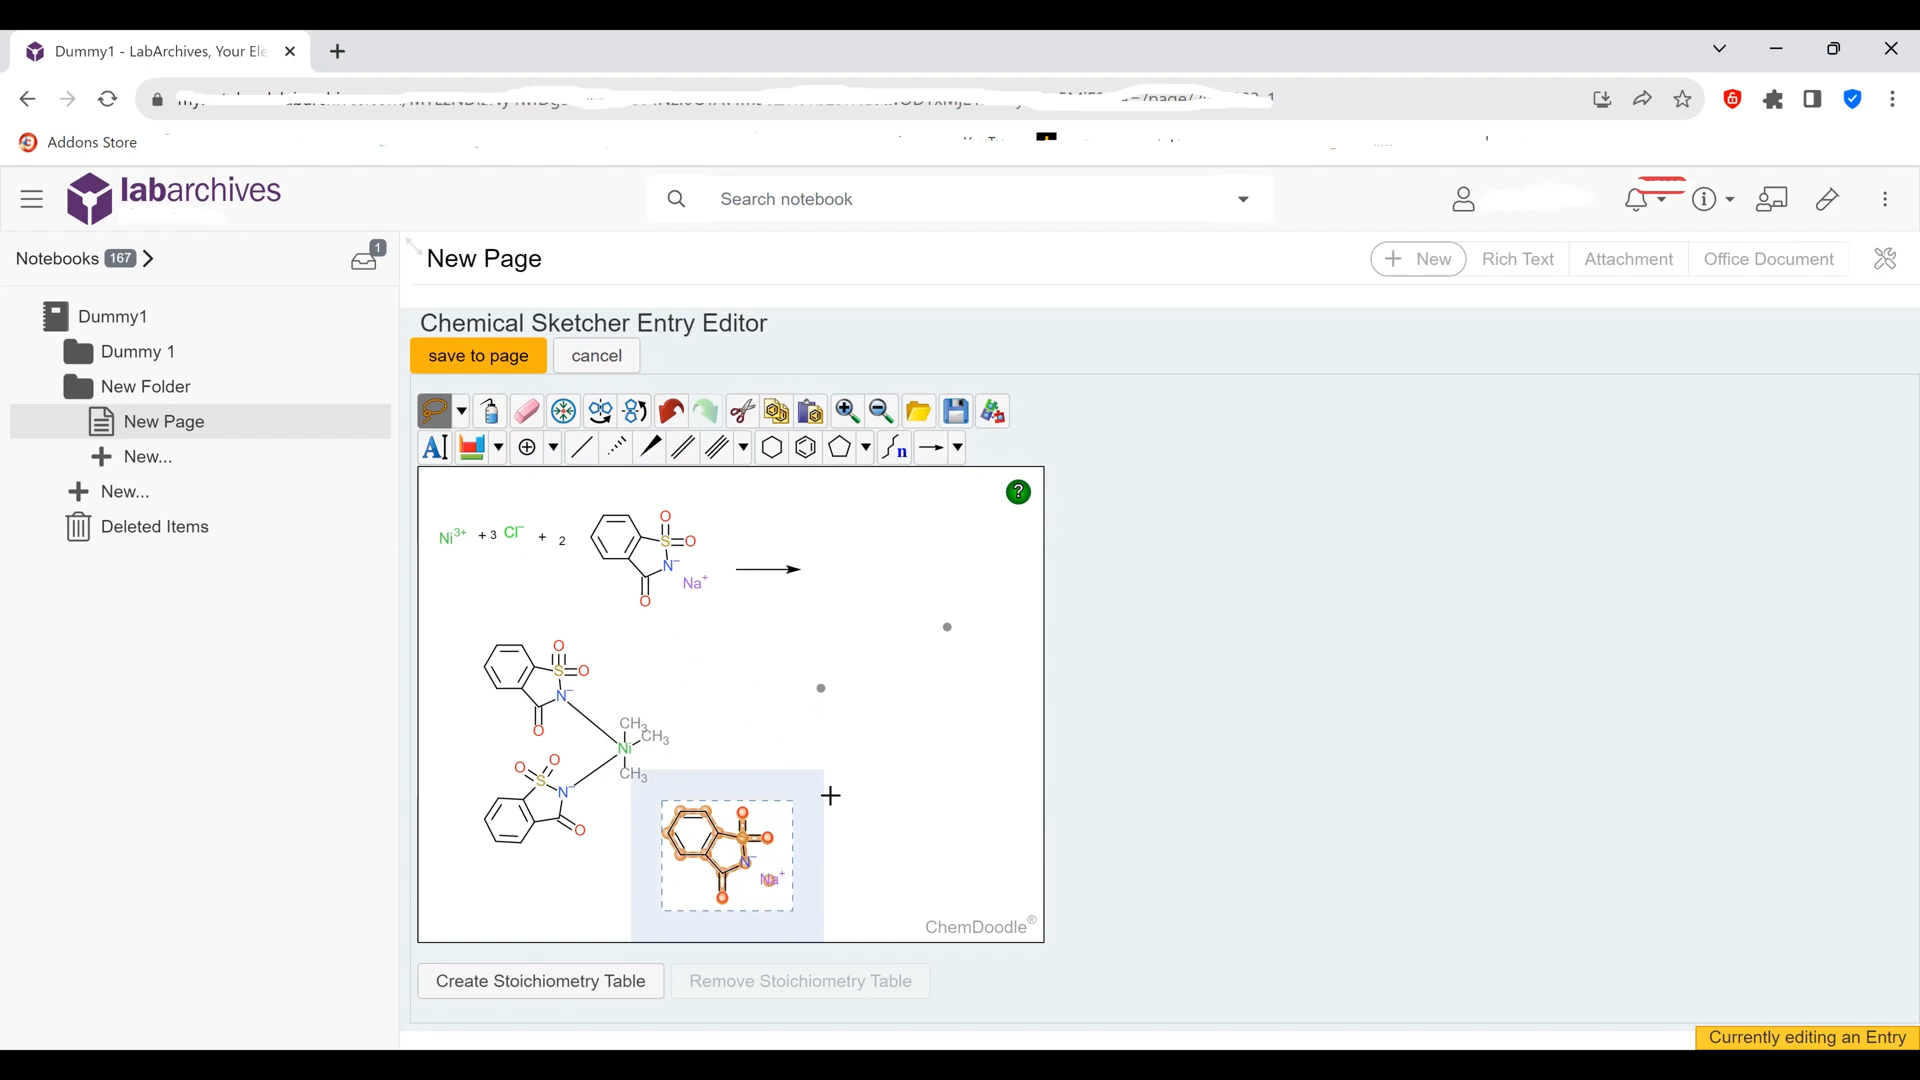 Dummy1 - LabArchives, Your Ele
Addons Store
labarchives
Search notebook
Notebooks 167
1
New Page
New
Rich Text
Attachment
Office Document
Dummy1
Dummy 1
New Folder
New Page
New...
New...
Deleted Items
Chemical Sketcher Entry Editor
save to page
cancel
A
n
?
Ni³⁺ + 3 Cl⁻ + 2
O
S=O
N⁻
Na⁺
O
O
S=O
N⁻
O
CH₃
CH₃
Ni
CH₃
O O
S
N⁻
O
O
S=O
N⁻
Na⁺
O
ChemDoodle®
Create Stoichiometry Table
Remove Stoichiometry Table
Currently editing an Entry